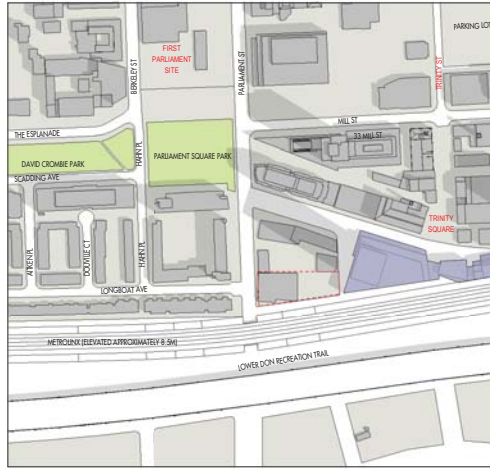 PARKING LOT
FIRST
PARLIAMENT
SITE
BERKELEY ST
PARLIAMENT ST
TRINITY ST
MILL ST
33 MILL ST
THE ESPLANADE
DAVID CROMBIE PARK
HAHN PL
PARLIAMENT SQUARE PARK
SCADDING AVE
TRINITY
SQUARE
AITKEN PL
DOUVILLE CT
HAHN PL
LONGBOAT AVE
METROLINX (ELEVATED APPROXIMATELY 8.5M)
LOWER DON RECREATION TRAIL